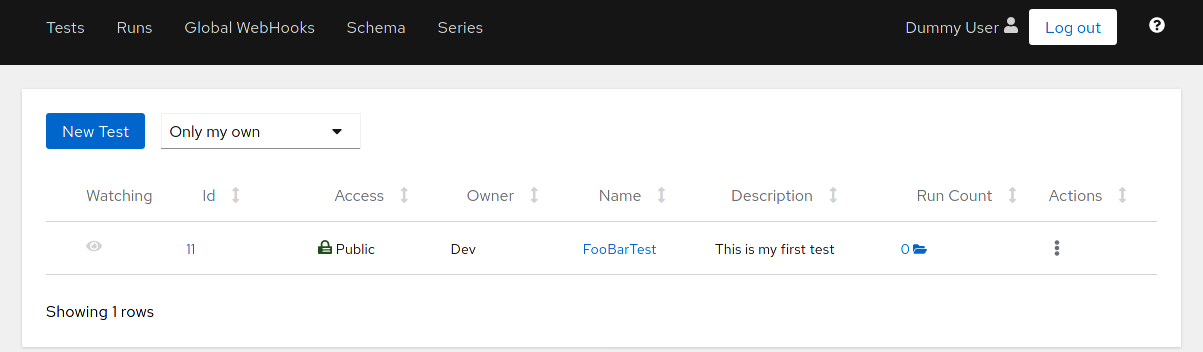 Tests Runs Global WebHooks Schema Series Dummy User Log out
New Test Only my own
Watching Id Access Owner Name Description Run Count Actions
11 Public Dev FooBarTest This is my first test 0
Showing 1 rows